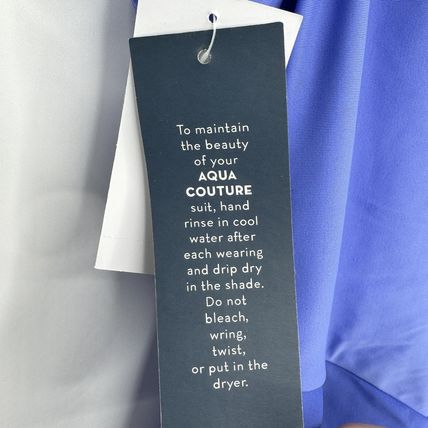 To maintain
the beauty
of your
AQUA
COUTURE
suit, hand
rinse in cool
water after
each wearing
and drip dry
in the shade.
Do not
bleach,
wring,
twist,
or put in the
dryer.